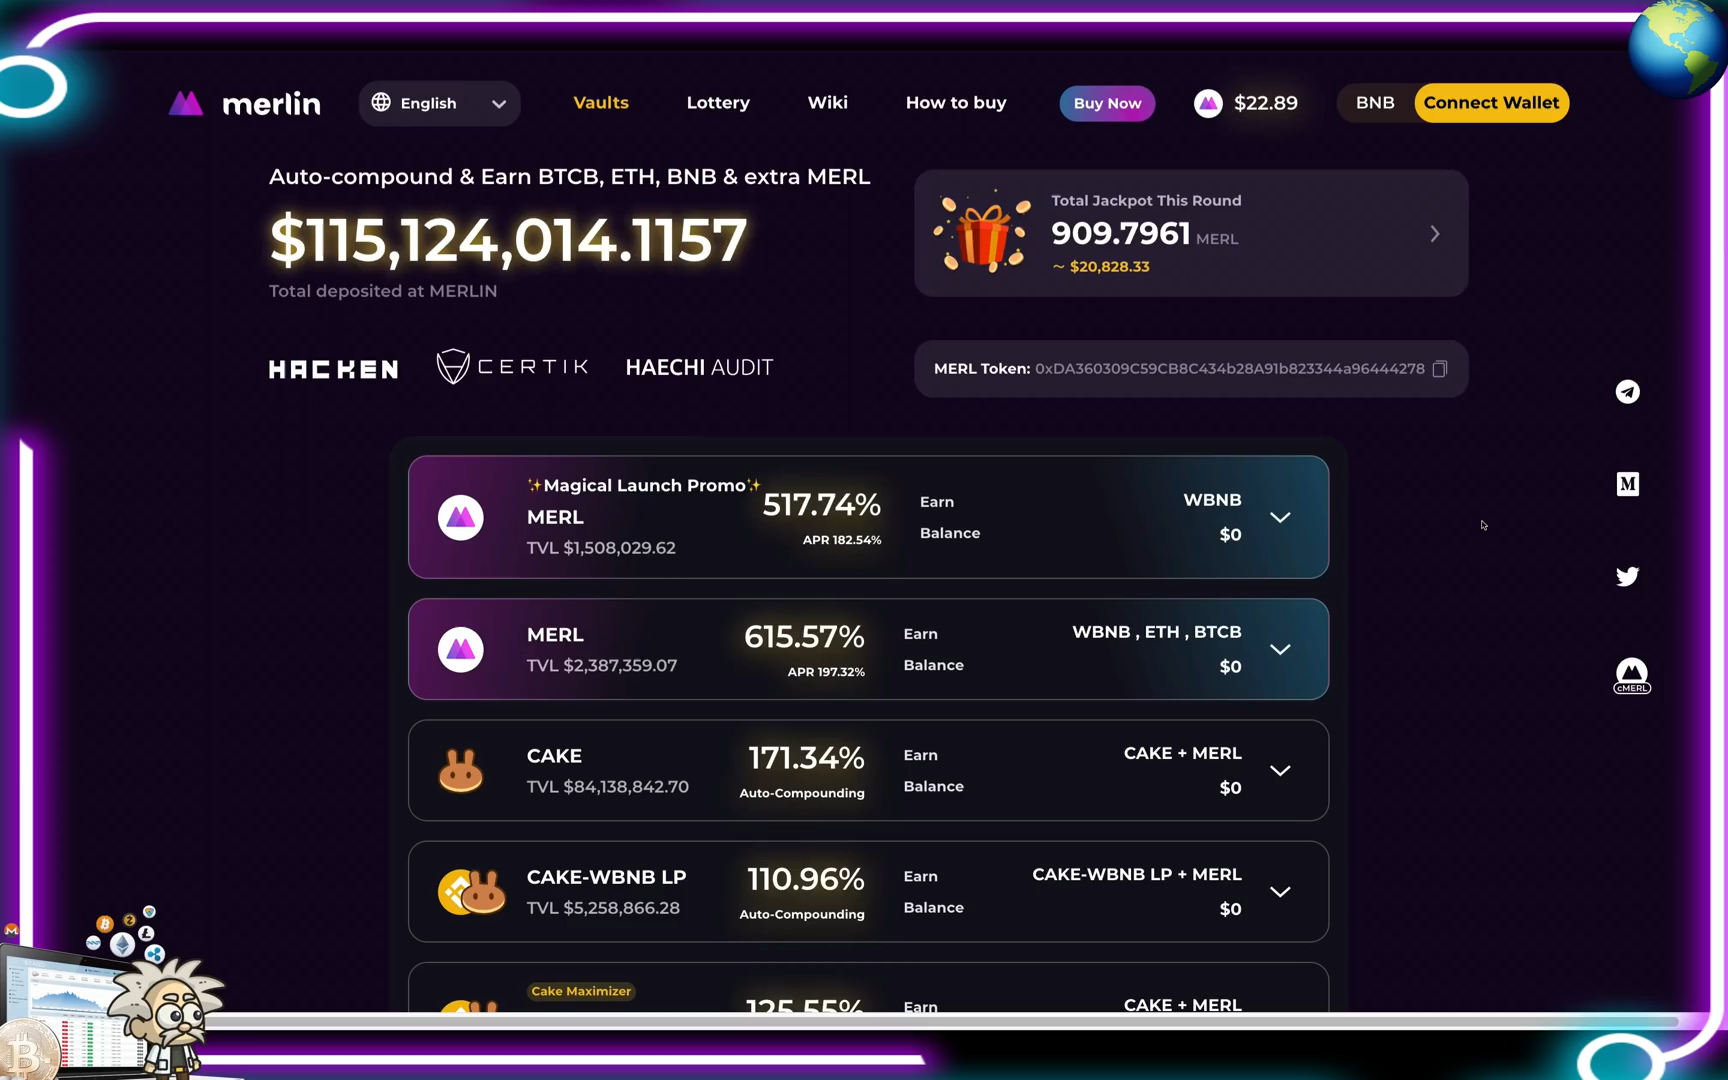 merlin
English
Vaults
Lottery
Wiki
How to buy
Buy Now
$22.89
BNB
Connect Wallet
Auto-compound & Earn BTCB, ETH, BNB & extra MERL
$115,124,014.1157
Total deposited at MERLIN
Total Jackpot This Round
909.7961 MERL
~ $20,828.33
HACKEN
CERTIK
HAECHI AUDIT
MERL Token: 0xDA360309C59CB8C434b28A91b823344a96444278
✨Magical Launch Promo✨
MERL
TVL $1,508,029.62
517.74%
APR 182.54%
Earn
WBNB
Balance
$0
MERL
TVL $2,387,359.07
615.57%
APR 197.32%
Earn
WBNB , ETH , BTCB
Balance
$0
CAKE
TVL $84,138,842.70
171.34%
Auto-Compounding
Earn
CAKE + MERL
Balance
$0
CAKE-WBNB LP
TVL $5,258,866.28
110.96%
Auto-Compounding
Earn
CAKE-WBNB LP + MERL
Balance
$0
Cake Maximizer
125.55%
Earn
CAKE + MERL
M
cMERL